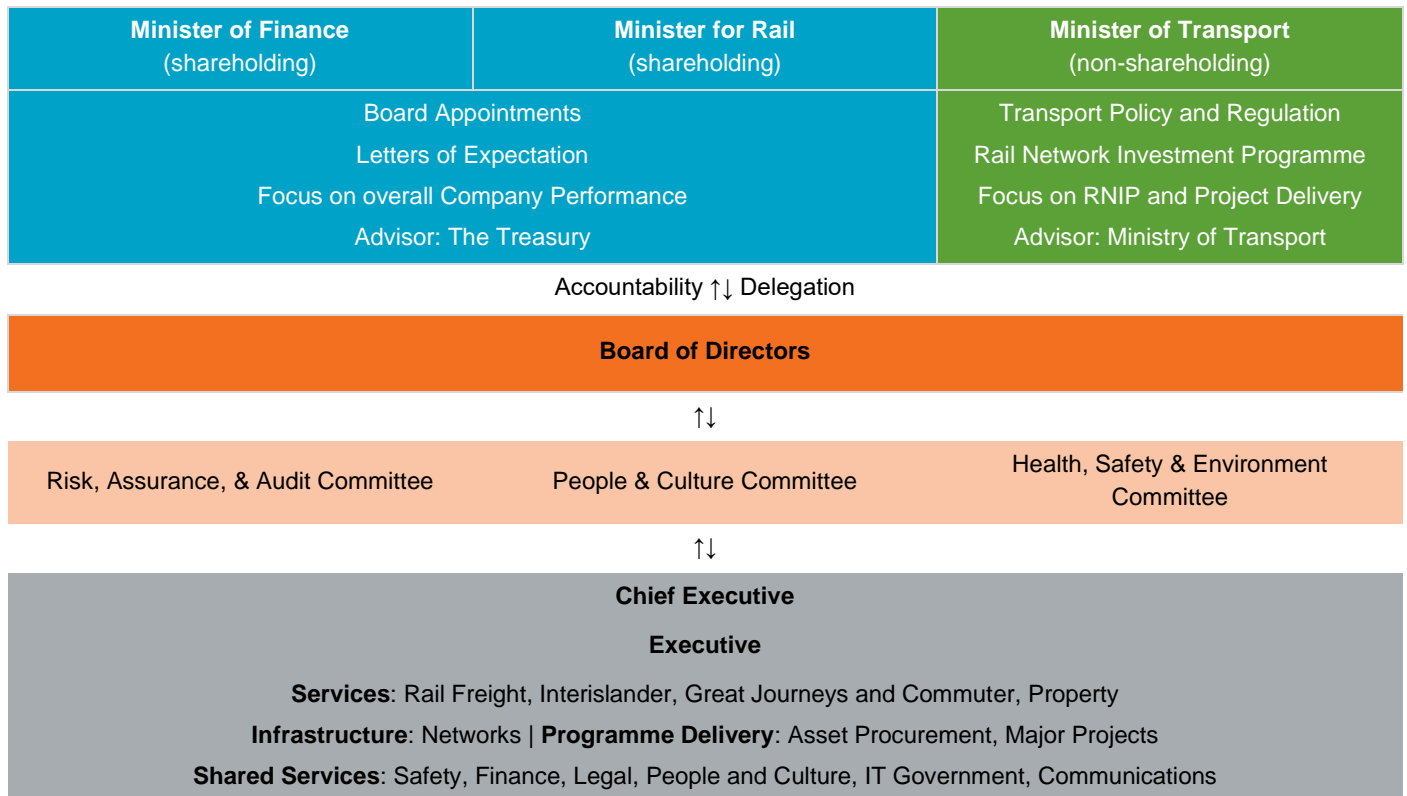 Minister of Finance
(shareholding)
Minister for Rail
(shareholding)
Minister of Transport
(non-shareholding)
Board Appointments
Letters of Expectation
Focus on overall Company Performance
Advisor: The Treasury
Transport Policy and Regulation
Rail Network Investment Programme
Focus on RNIP and Project Delivery
Advisor: Ministry of Transport
Accountability ↑↓ Delegation
Board of Directors
↑↓
Risk, Assurance, & Audit Committee
People & Culture Committee
Health, Safety & Environment
Committee
↑↓
Chief Executive
Executive
Services: Rail Freight, Interislander, Great Journeys and Commuter, Property
Infrastructure: Networks | Programme Delivery: Asset Procurement, Major Projects
Shared Services: Safety, Finance, Legal, People and Culture, IT Government, Communications